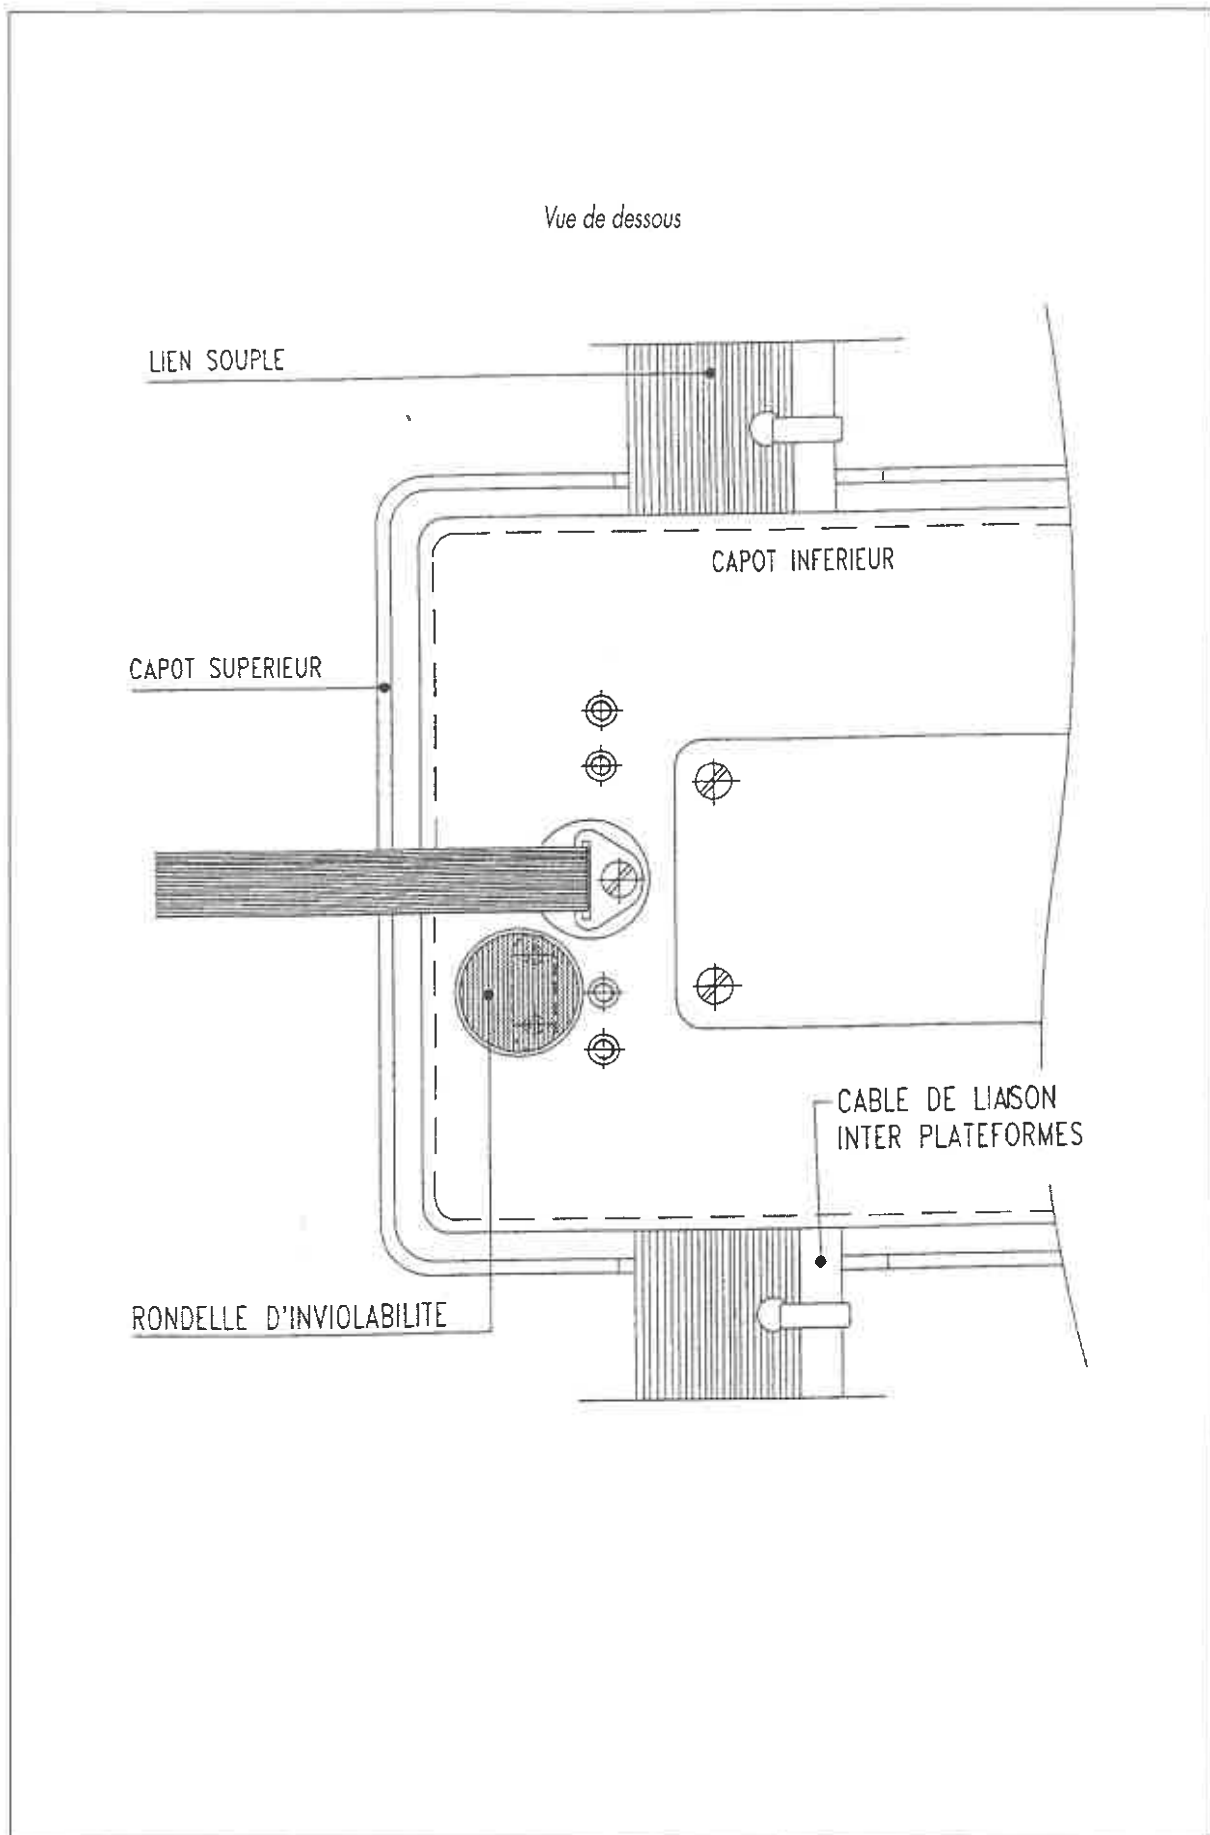 Vue de dessous
LIEN SOUPLE
CAPOT INFERIEUR
CAPOT SUPERIEUR
CABLE DE LIAISON
INTER PLATEFORMES
RONDELLE D'INVIOLABILITE